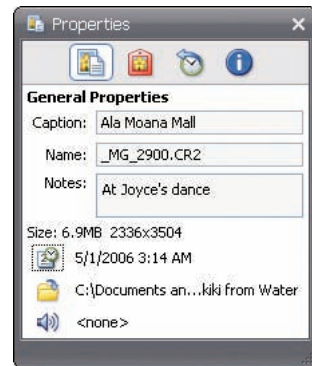 Properties
General Properties
Caption: Ala Moana Mall
Name: _MG_2900.CR2
Notes: At Joyce's dance
Size: 6.9MB 2336x3504
5/1/2006 3:14 AM
C:\Documents an...kiki from Water
<none>